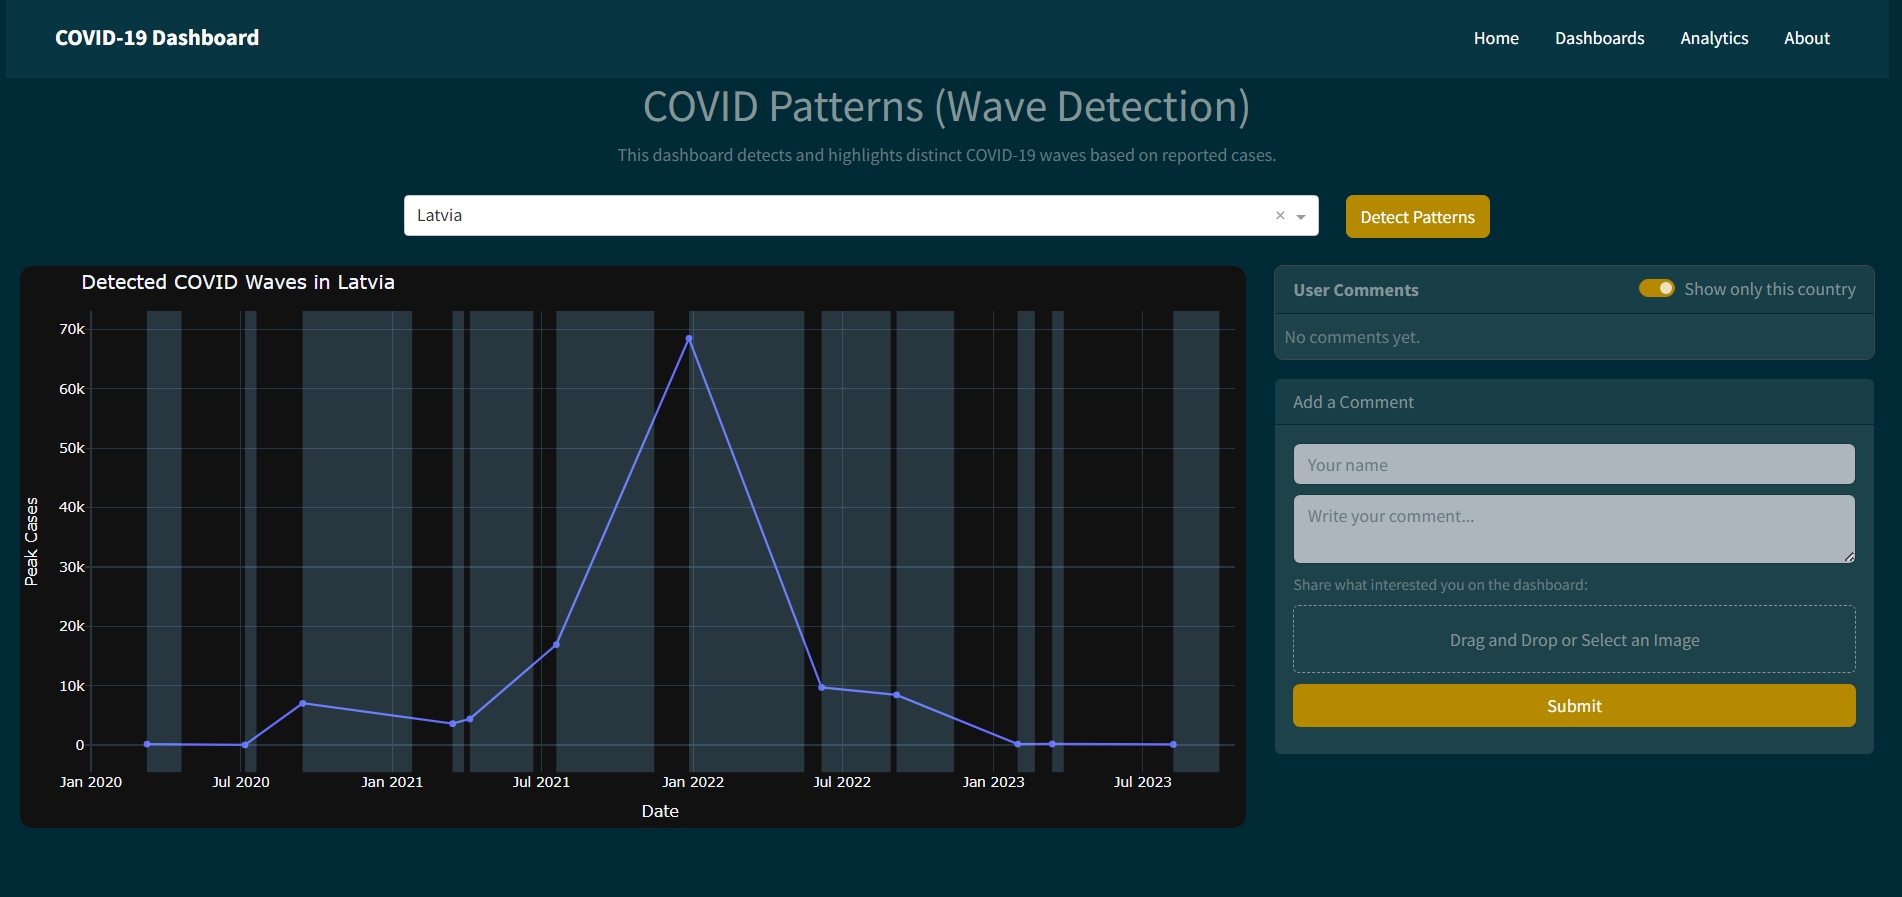 COVID-19 Dashboard
Home Dashboards Analytics About
COVID Patterns (Wave Detection)
This dashboard detects and highlights distinct COVID-19 waves based on reported cases.
Latvia
Detect Patterns
Detected COVID Waves in Latvia
70k
60k
50k
40k
30k
20k
10k
0
Peak Cases
Jan 2020 Jul 2020 Jan 2021 Jul 2021 Jan 2022 Jul 2022 Jan 2023 Jul 2023
Date
User Comments Show only this country
No comments yet.
Add a Comment
Your name
Write your comment...
Share what interested you on the dashboard:
Drag and Drop or Select an Image
Submit